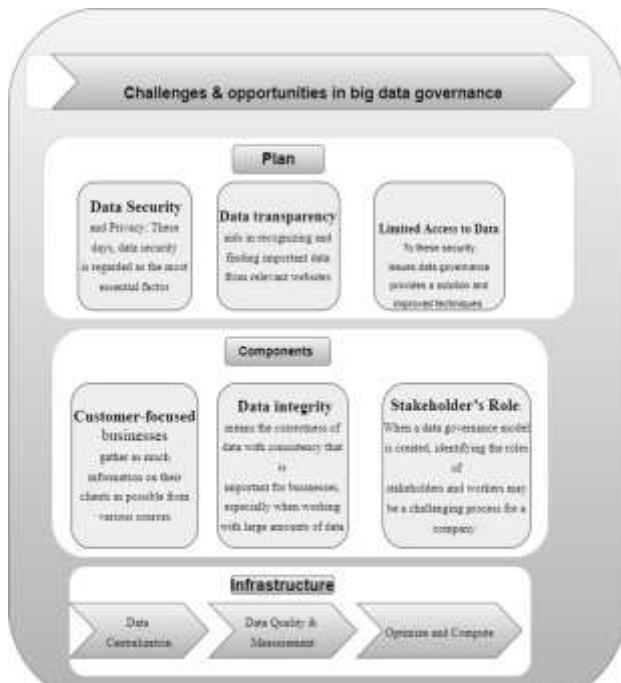 Challenges & opportunities in big data governance
Plan
Data Security
and Privacy: These
days, data security
is regarded as the most
essential factor
Data transparency
aids in recognizing and
finding important data
from relevant websites
Limited Access to Data
To these security
issues data governance
provides a solution and
improved techniques
Components
Customer-focused
businesses
gather as much
information on their
clients as possible from
various sources
Data integrity
means the correctness of
data with consistency that
is
important for businesses,
especially when working
with large amounts of data
Stakeholder's Role
When a data governance model
is created, identifying the roles
of
stakeholders and workers may
be a challenging process for a
company
Infrastructure
Data
Centralization
Data Quality &
Measurement
Optimize and Compute